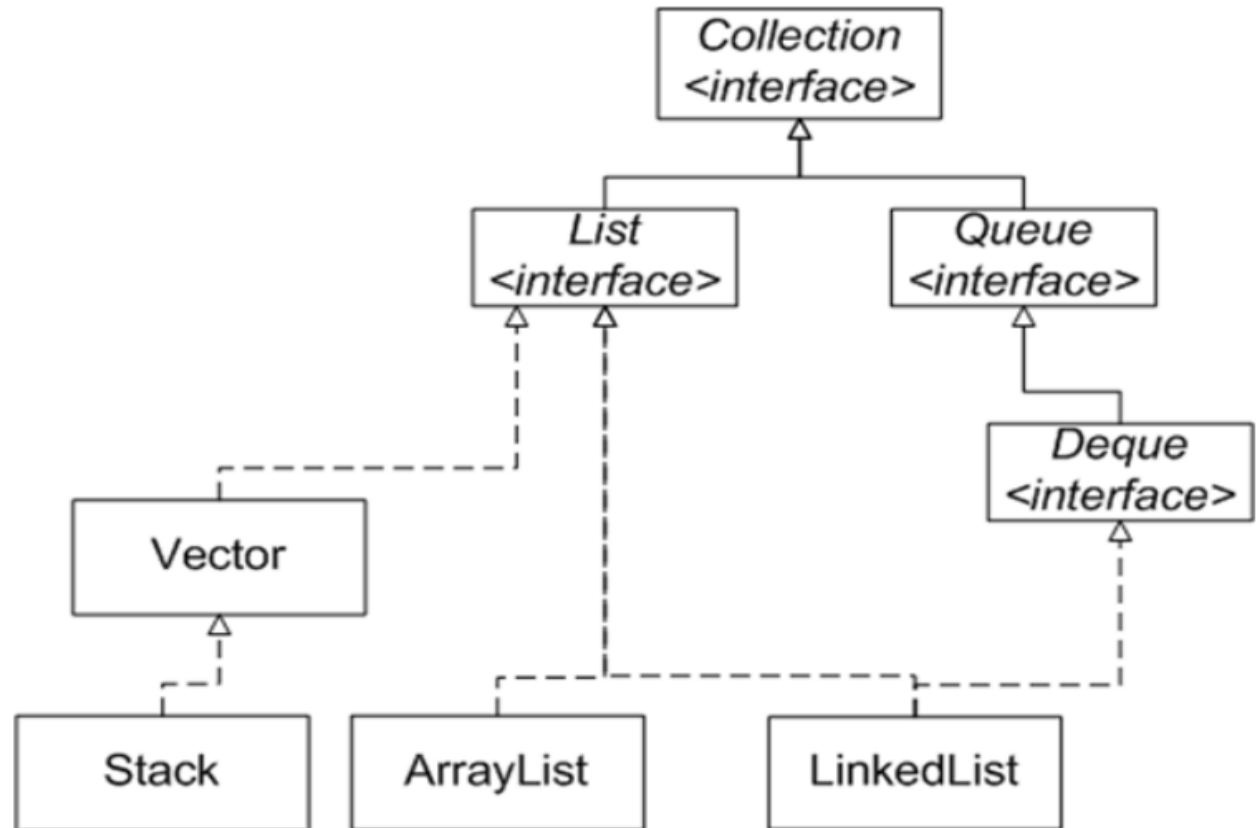 Collection
<interface>
List
<interface>
Queue
<interface>
Deque
<interface>
Vector
Stack
ArrayList
LinkedList